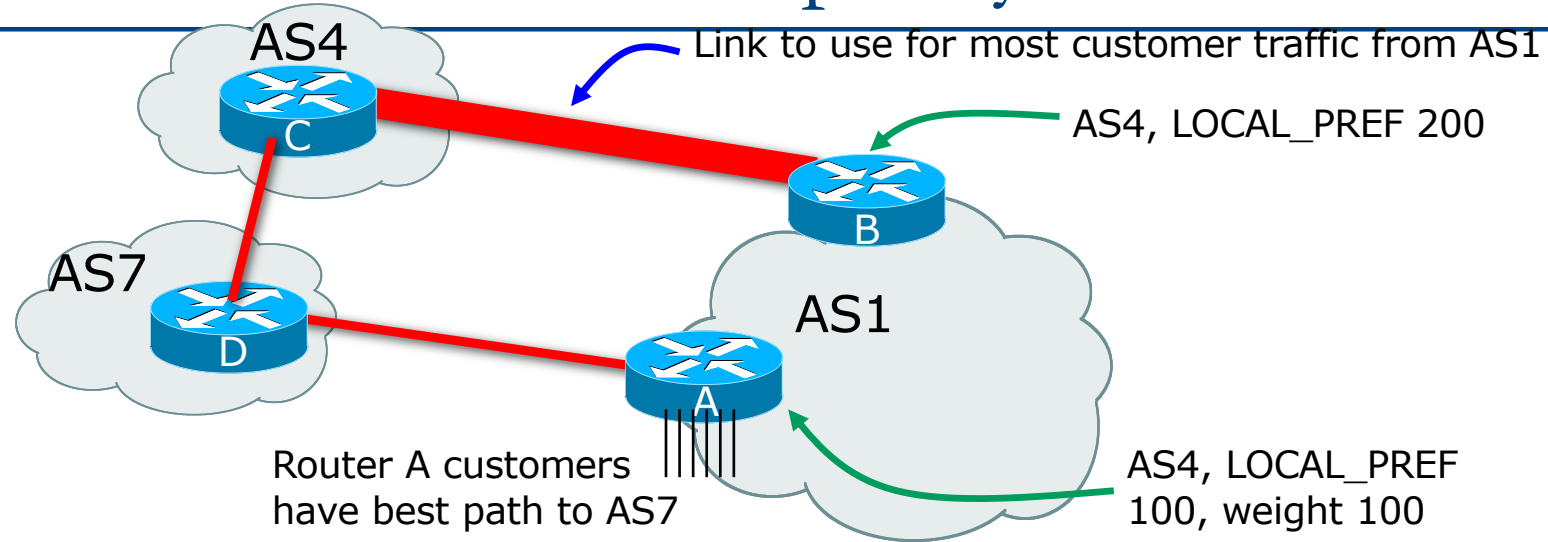 AS4
Link to use for most customer traffic from AS1
C
AS4, LOCAL_PREF 200
B
AS7
AS1
D
A
Router A customers
have best path to AS7
AS4, LOCAL_PREF
100, weight 100